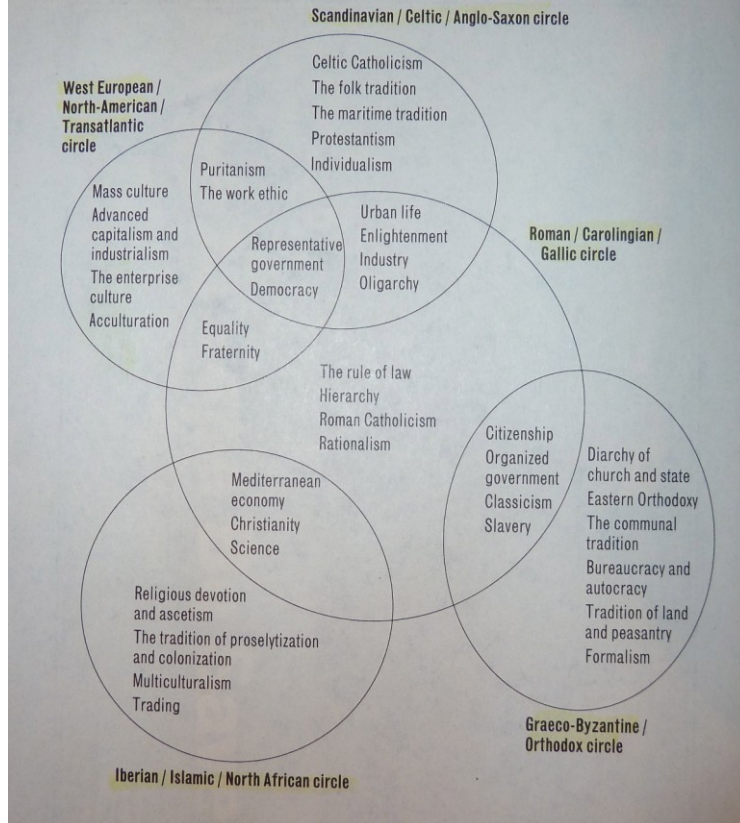 Scandinavian / Celtic / Anglo-Saxon circle
Celtic Catholicism
The folk tradition
The maritime tradition
Protestantism
Individualism
West European /
North-American /
Transatlantic
circle
Puritanism
The work ethic
Mass culture
Advanced
capitalism and
industrialism
The enterprise
culture
Acculturation
Representative
government
Democracy
Urban life
Enlightenment
Industry
Oligarchy
Roman / Carolingian /
Gallic circle
Equality
Fraternity
The rule of law
Hierarchy
Roman Catholicism
Rationalism
Citizenship
Organized
government
Classicism
Slavery
Diarchy of
church and state
Eastern Orthodoxy
The communal
tradition
Bureaucracy and
autocracy
Tradition of land
and peasantry
Formalism
Mediterranean
economy
Christianity
Science
Religious devotion
and ascetism
The tradition of proselytization
and colonization
Multiculturalism
Trading
Graeco-Byzantine /
Orthodox circle
Iberian / Islamic / North African circle